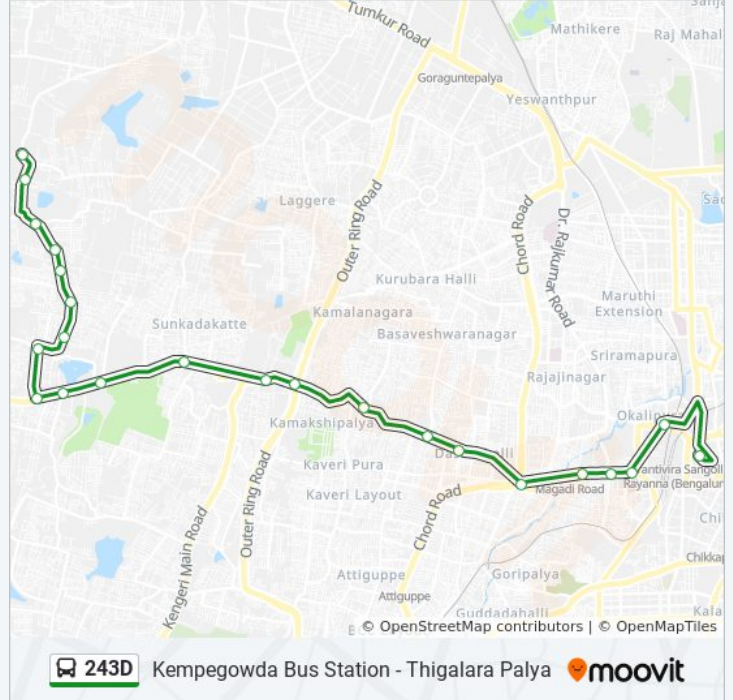 Tumkur Road
Mathikere
Raj Mahal
Goraguntepalya
Yeswanthpur
Laggere
Outer Ring Road
Chord Road
Dr. Rajkumar Road
Kurubara Halli
Kamalanagara
Maruthi
Extension
Sunkadakatte
Basaveshwaranagar
Sriramapura
Rajajinagar
Kamakshipalya
Kaveri Pura
Outer Ring Road
Kaveri Layout
Chord Road
Magadi Road
Rayanna (Bengalur
Kengeri Main Road
Attiguppe
Attiguppe
Goripalya
Guddadahalli
© OpenStreetMap contributors | © OpenMapTiles
243D Kempegowda Bus Station - Thigalara Palya moovit